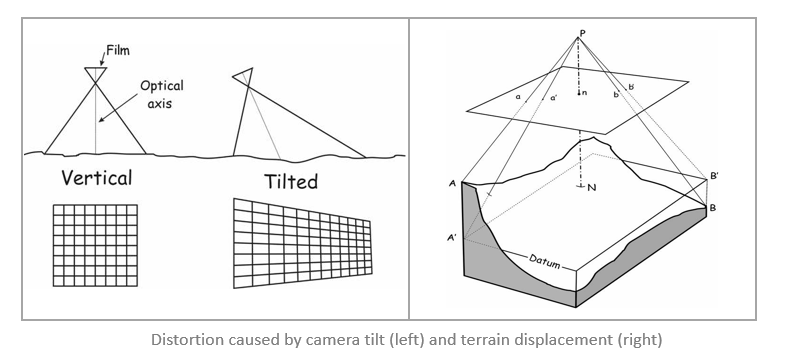 Film
Optical
axis
Vertical
Tilted
P
a
a'
n
b
b'
A
N
B'
B
A'
Datum
Distortion caused by camera tilt (left) and terrain displacement (right)